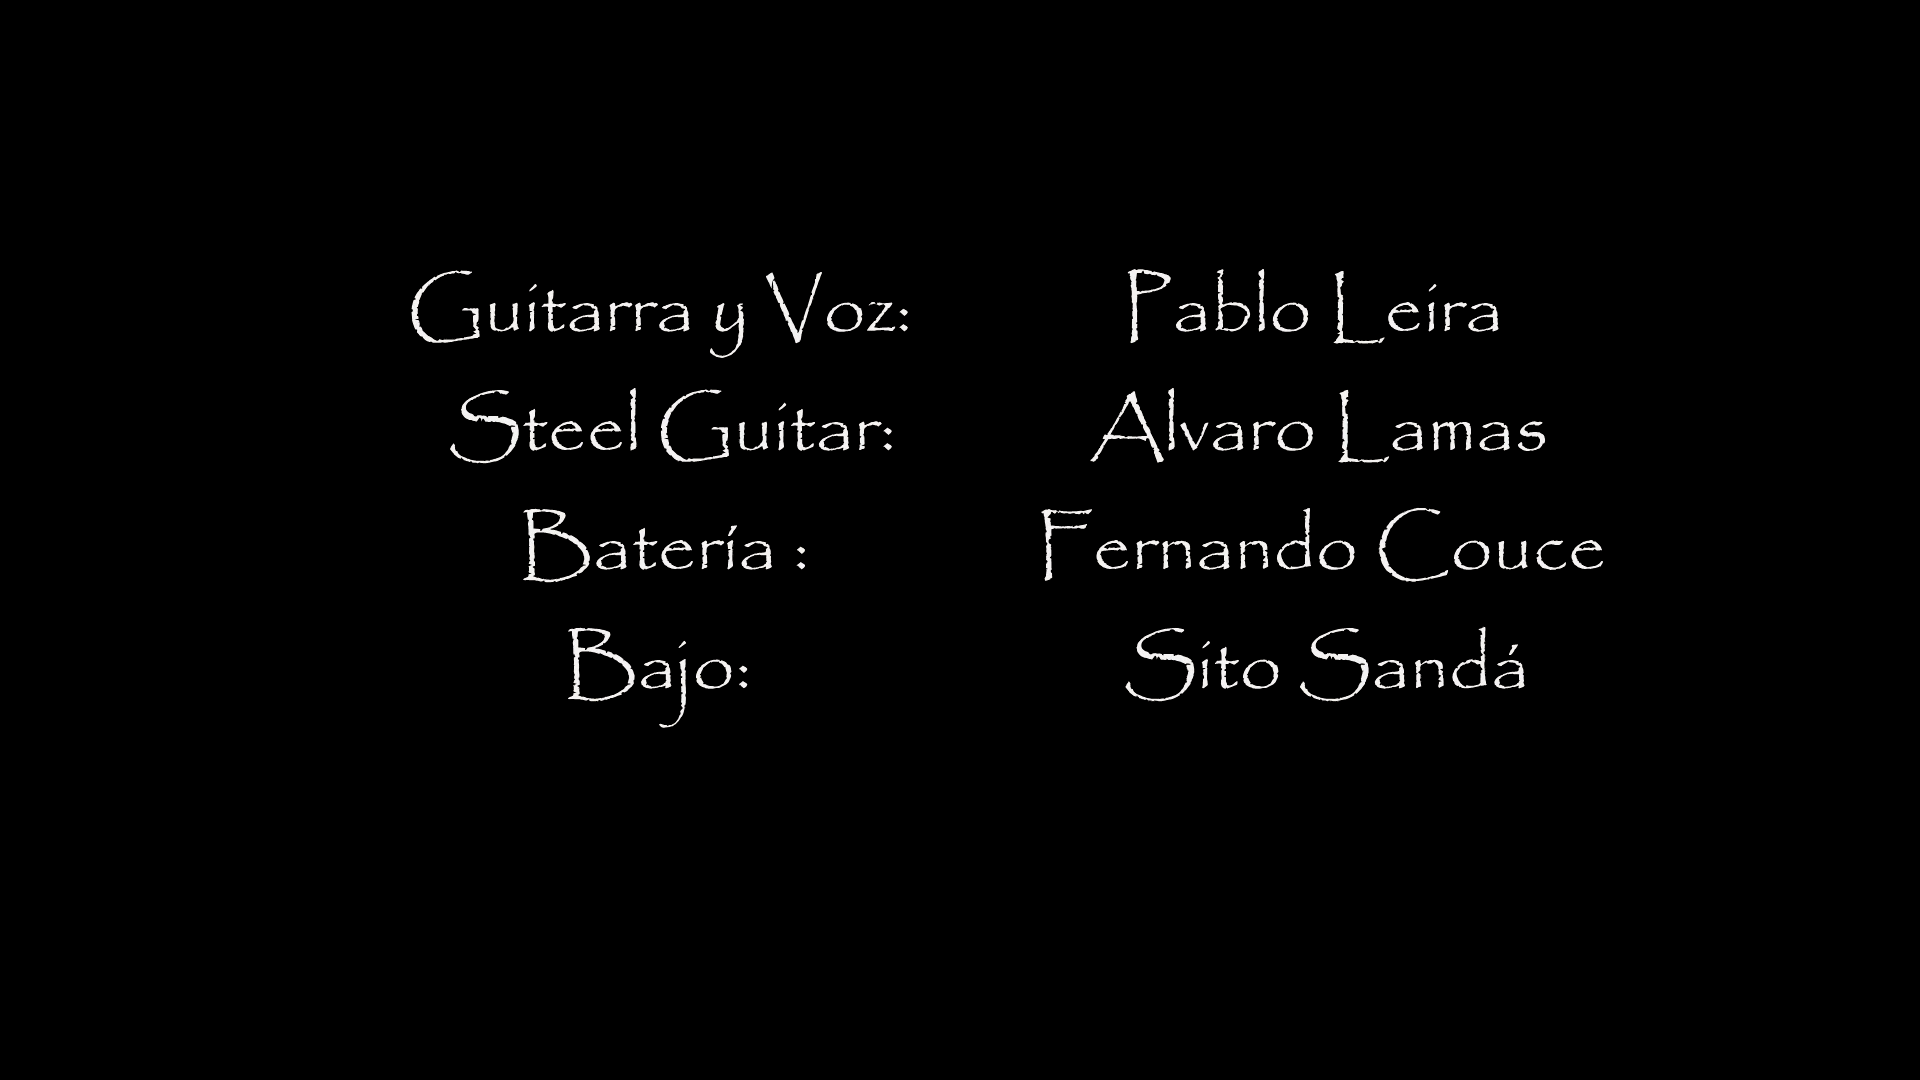 Guitarra y Voz: Pablo Leira
Steel Guitar: Alvaro Lamas
Batería : Fernando Couce
Bajo: Sito Sandá